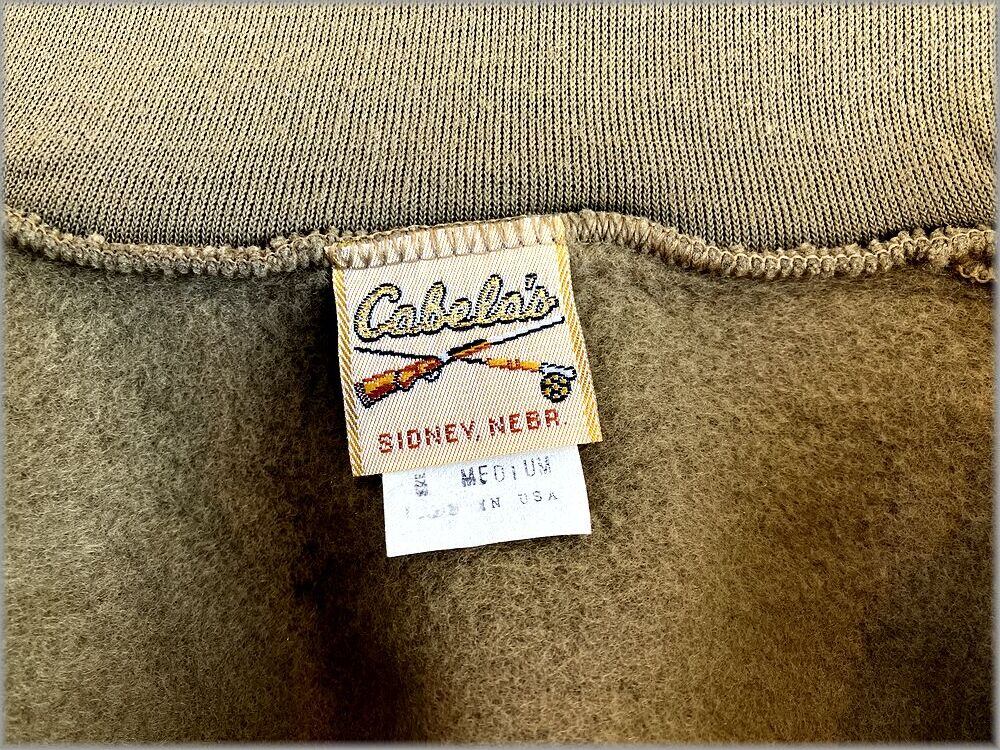 Cabela's
SIDNEY, NEBR.
MEDIUM
IN USA